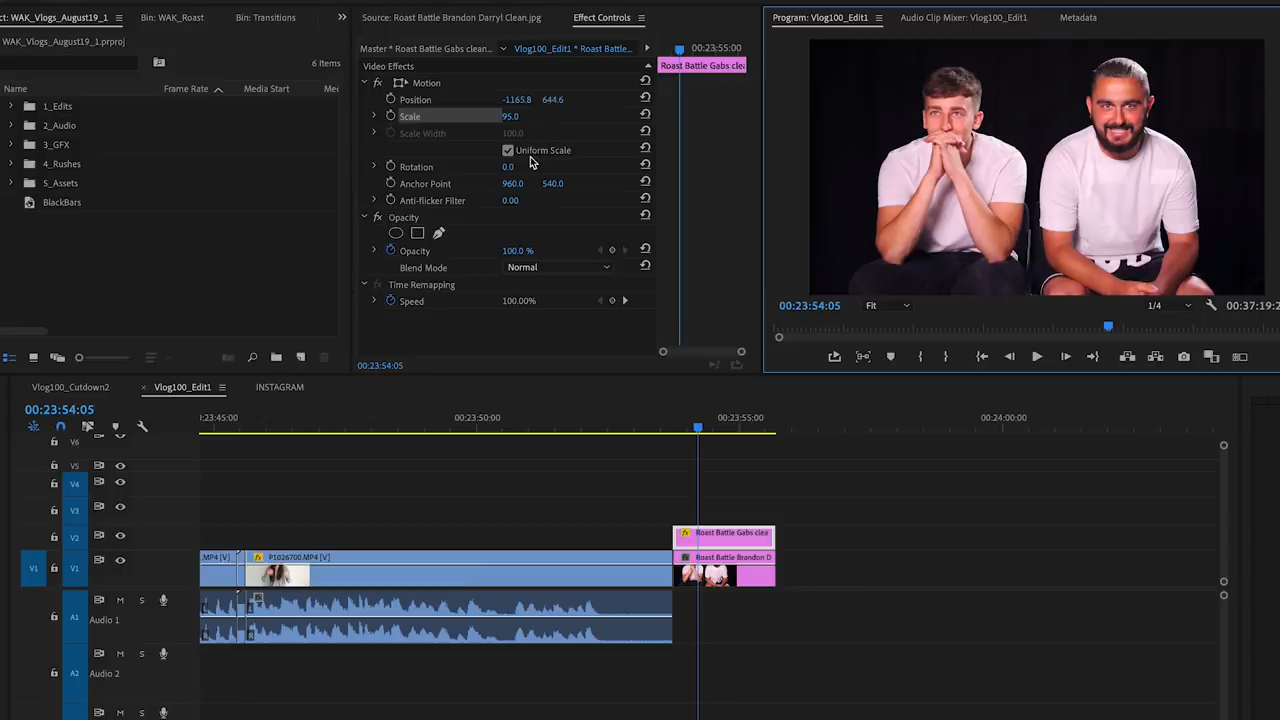 ct: WAK_Vlogs_August19_1
Bin: WAK_Roast
Bin: Transitions
WAK_Vlogs_August19_1.prproj
6 Items
Name
Frame Rate
Media Start
Me
1_Edits
2_Audio
3_GFX
4_Rushes
5_Assets
BlackBars
Source: Roast Battle Brandon Darryl Clean.jpg
Effect Controls
Master * Roast Battle Gabs clean...
Vlog100_Edit1 * Roast Battle...
00:23:55:00
Video Effects
Roast Battle Gabs clea
Motion
Position
-1165.8
644.6
Scale
95.0
Scale Width
100.0
Uniform Scale
Rotation
0.0
Anchor Point
960.0
540.0
Anti-flicker Filter
0.00
Opacity
Opacity
100.0 %
Blend Mode
Normal
Time Remapping
Speed
100.00%
00:23:54:05
Program: Vlog100_Edit1
Audio Clip Mixer: Vlog100_Edit1
Metadata
00:23:54:05
Fit
1/4
00:37:19:2
Vlog100_Cutdown2
Vlog100_Edit1
INSTAGRAM
00:23:54:05
:23:45:00
00:23:50:00
00:23:55:00
00:24:00:00
V6
V5
V4
V3
V2
Roast Battle Gabs clea
V1
V1
.MP4 [V]
P1026700.MP4 [V]
Roast Battle Brandon D
A1
M
S
Audio 1
L
R
L
R
A2
M
S
Audio 2
M
S